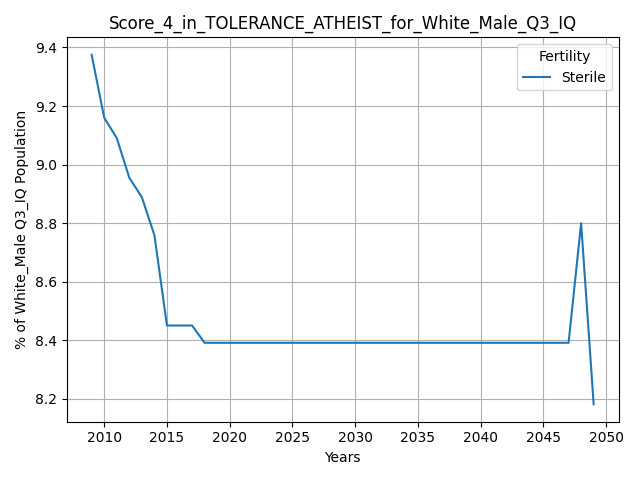 Score_4_in_TOLERANCE_ATHEIST_for_White_Male_Q3_IQ
% of White_Male Q3_IQ Population
9.4
9.2
9.0
8.8
8.6
8.4
8.2
Fertility
Sterile
2010 2015 2020 2025 2030 2035 2040 2045 2050
Years